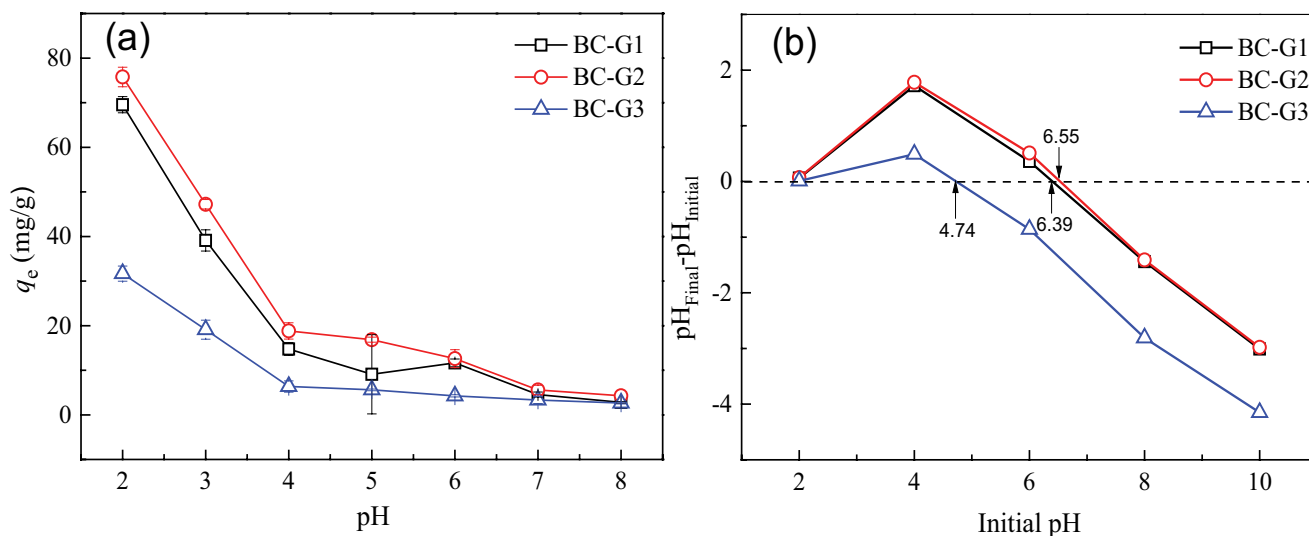 (a)
BC-G1
BC-G2
BC-G3
80
60
40
20
0
qe (mg/g)
2 3 4 5 6 7 8
pH
(b)
BC-G1
BC-G2
BC-G3
2
0
-2
-4
pHFinal-pHInitial
6.55
4.74
6.39
2 4 6 8 10
Initial pH